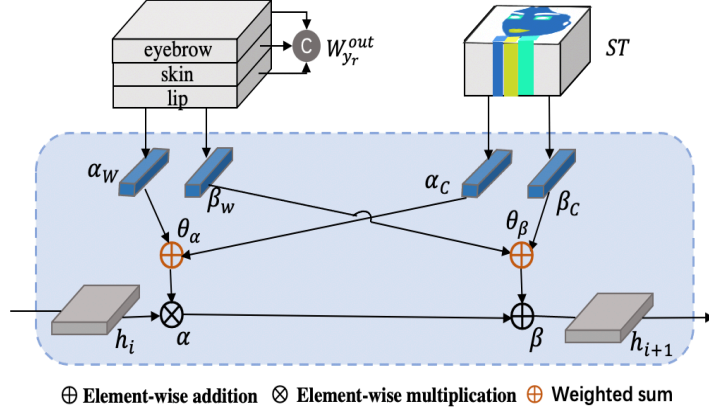 eyebrow
skin
lip
C
W_{y_r}^{out}
ST
α_W
β_w
α_C
β_C
θ_α
θ_β
h_i
α
β
h_{i+1}
⊕ Element-wise addition ⊗ Element-wise multiplication ⊕ Weighted sum